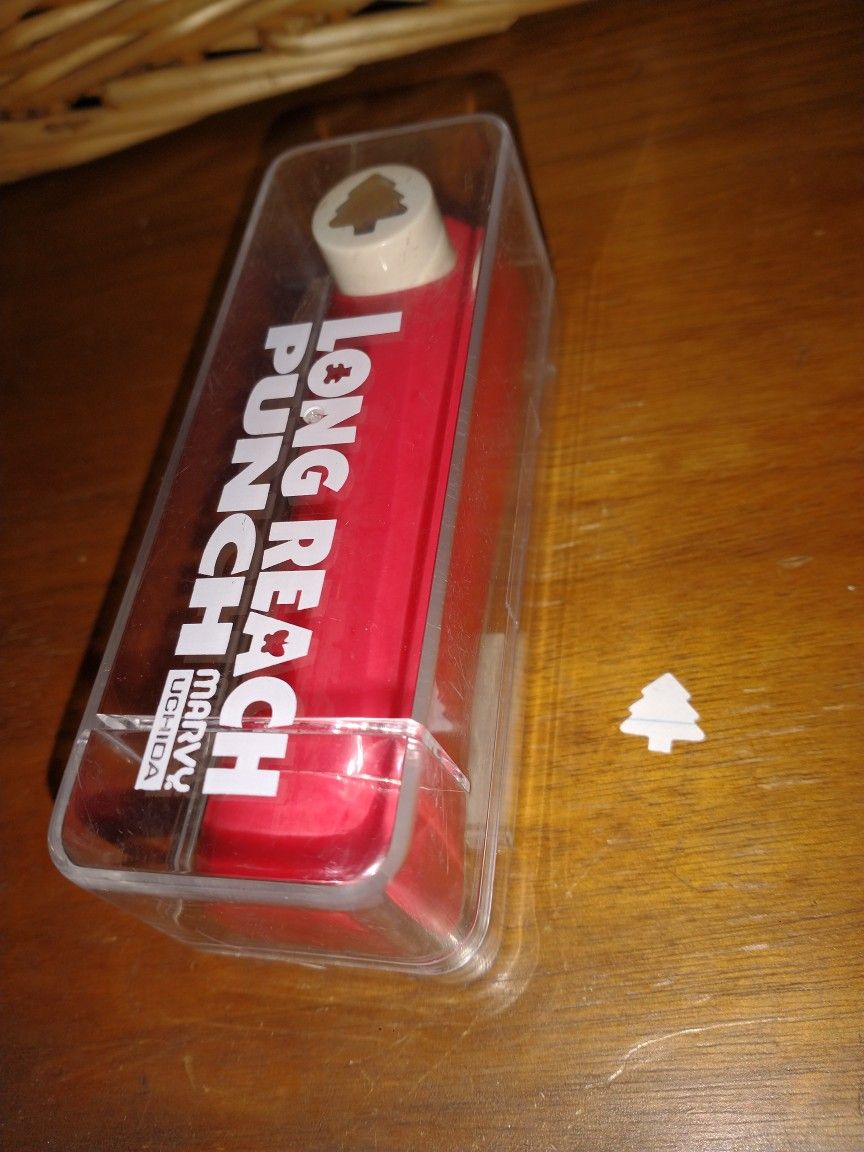 LONG REACH
PUNCH
MARVY
UCHIDA